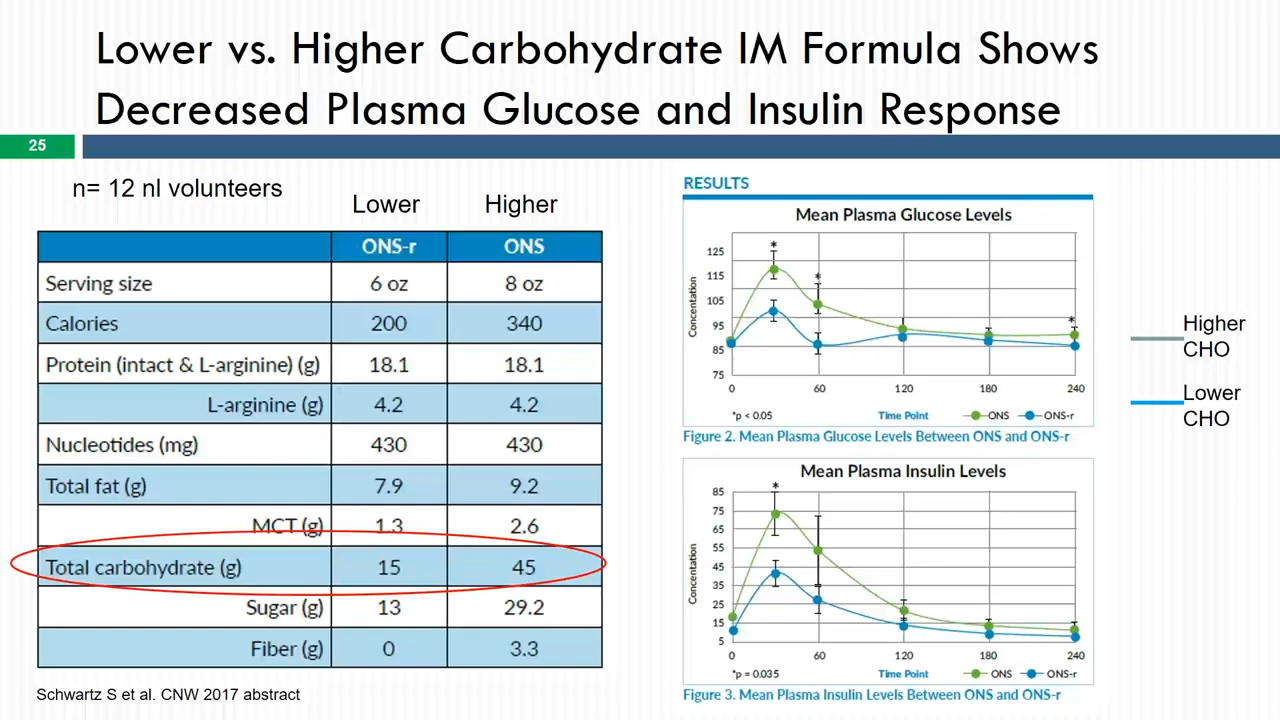 Lower vs. Higher Carbohydrate IM Formula Shows
Decreased Plasma Glucose and Insulin Response
25
n= 12 nl volunteers
Lower Higher
ONS-r ONS
Serving size 6 oz 8 oz
Calories 200 340
Protein (intact & L-arginine) (g) 18.1 18.1
L-arginine (g) 4.2 4.2
Nucleotides (mg) 430 430
Total fat (g) 7.9 9.2
MCT (g) 1.3 2.6
Total carbohydrate (g) 15 45
Sugar (g) 13 29.2
Fiber (g) 0 3.3
Schwartz S et al. CNW 2017 abstract
RESULTS
Mean Plasma Glucose Levels
*
*
*
125
115
105
95
85
75
Concentration
0 60 120 180 240
*p < 0.05 Time Point ONS ONS-r
Figure 2. Mean Plasma Glucose Levels Between ONS and ONS-r
Mean Plasma Insulin Levels
*
85
75
65
55
45
35
25
15
5
Concentration
0 60 120 180 240
*p = 0.035 Time Point ONS ONS-r
Figure 3. Mean Plasma Insulin Levels Between ONS and ONS-r
Higher
CHO
Lower
CHO